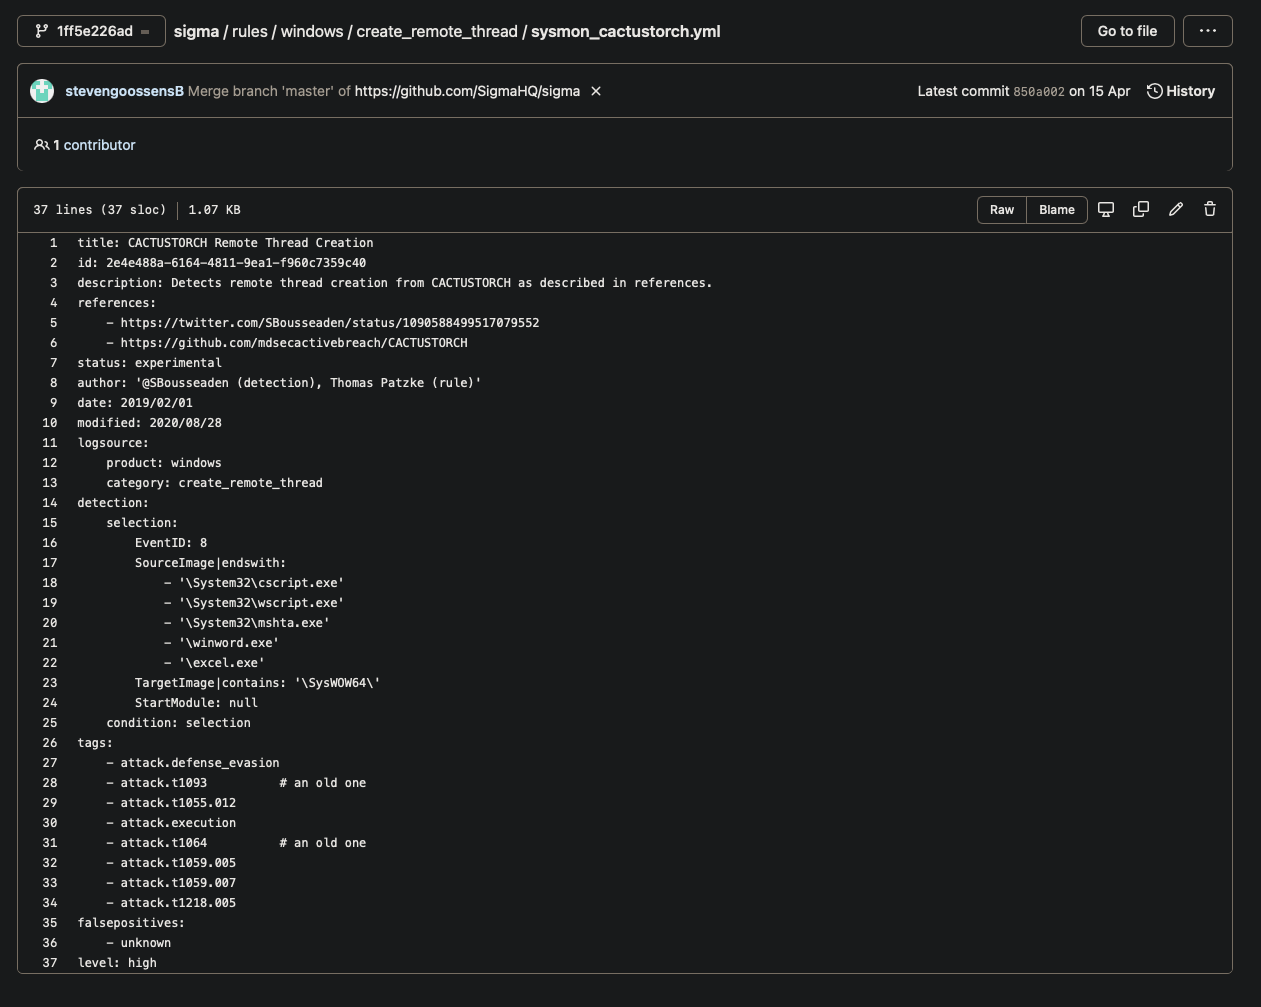 1ff5e226ad
sigma / rules / windows / create_remote_thread / sysmon_cactustorch.yml
Go to file
stevengoossensB Merge branch 'master' of https://github.com/SigmaHQ/sigma
Latest commit 850a002 on 15 Apr
History
1 contributor
37 lines (37 sloc) 1.07 KB
Raw
Blame
1 title: CACTUSTORCH Remote Thread Creation
2 id: 2e4e488a-6164-4811-9ea1-f960c7359c40
3 description: Detects remote thread creation from CACTUSTORCH as described in references.
4 references:
5     - https://twitter.com/SBousseaden/status/1090588499517079552
6     - https://github.com/mdsecactivebreach/CACTUSTORCH
7 status: experimental
8 author: '@SBousseaden (detection), Thomas Patzke (rule)'
9 date: 2019/02/01
10 modified: 2020/08/28
11 logsource:
12     product: windows
13     category: create_remote_thread
14 detection:
15     selection:
16         EventID: 8
17         SourceImage|endswith:
18             - '\System32\cscript.exe'
19             - '\System32\wscript.exe'
20             - '\System32\mshta.exe'
21             - '\winword.exe'
22             - '\excel.exe'
23         TargetImage|contains: '\SysWOW64\'
24         StartModule: null
25     condition: selection
26 tags:
27     - attack.defense_evasion
28     - attack.t1093          # an old one
29     - attack.t1055.012
30     - attack.execution
31     - attack.t1064          # an old one
32     - attack.t1059.005
33     - attack.t1059.007
34     - attack.t1218.005
35 falsepositives:
36     - unknown
37 level: high